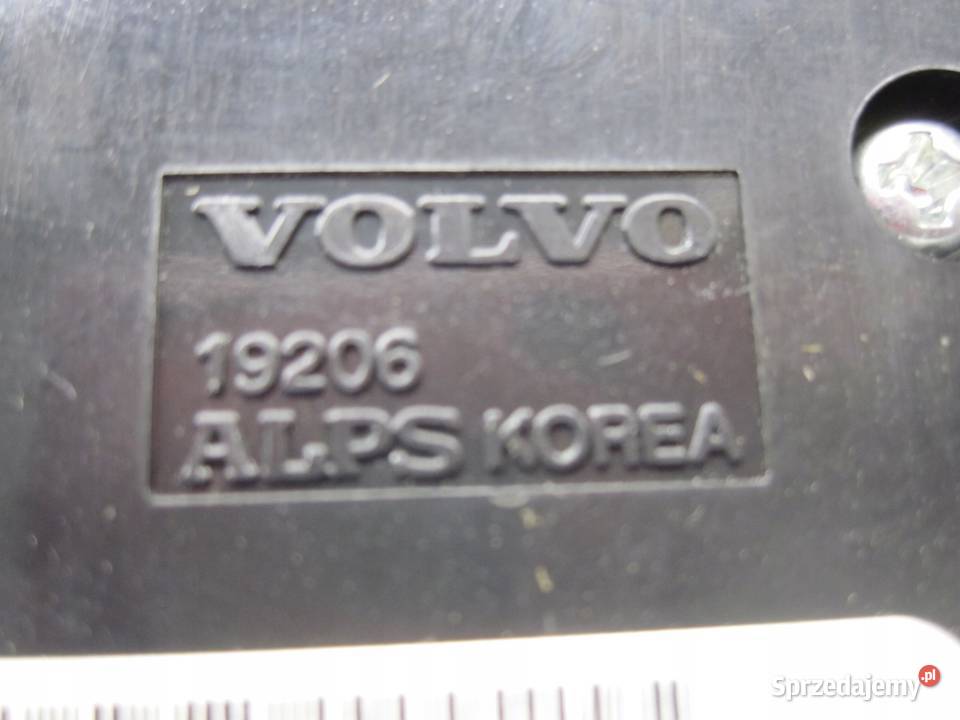 VOLVO
19206
ALPS KOREA
Sprzedajemy.pl